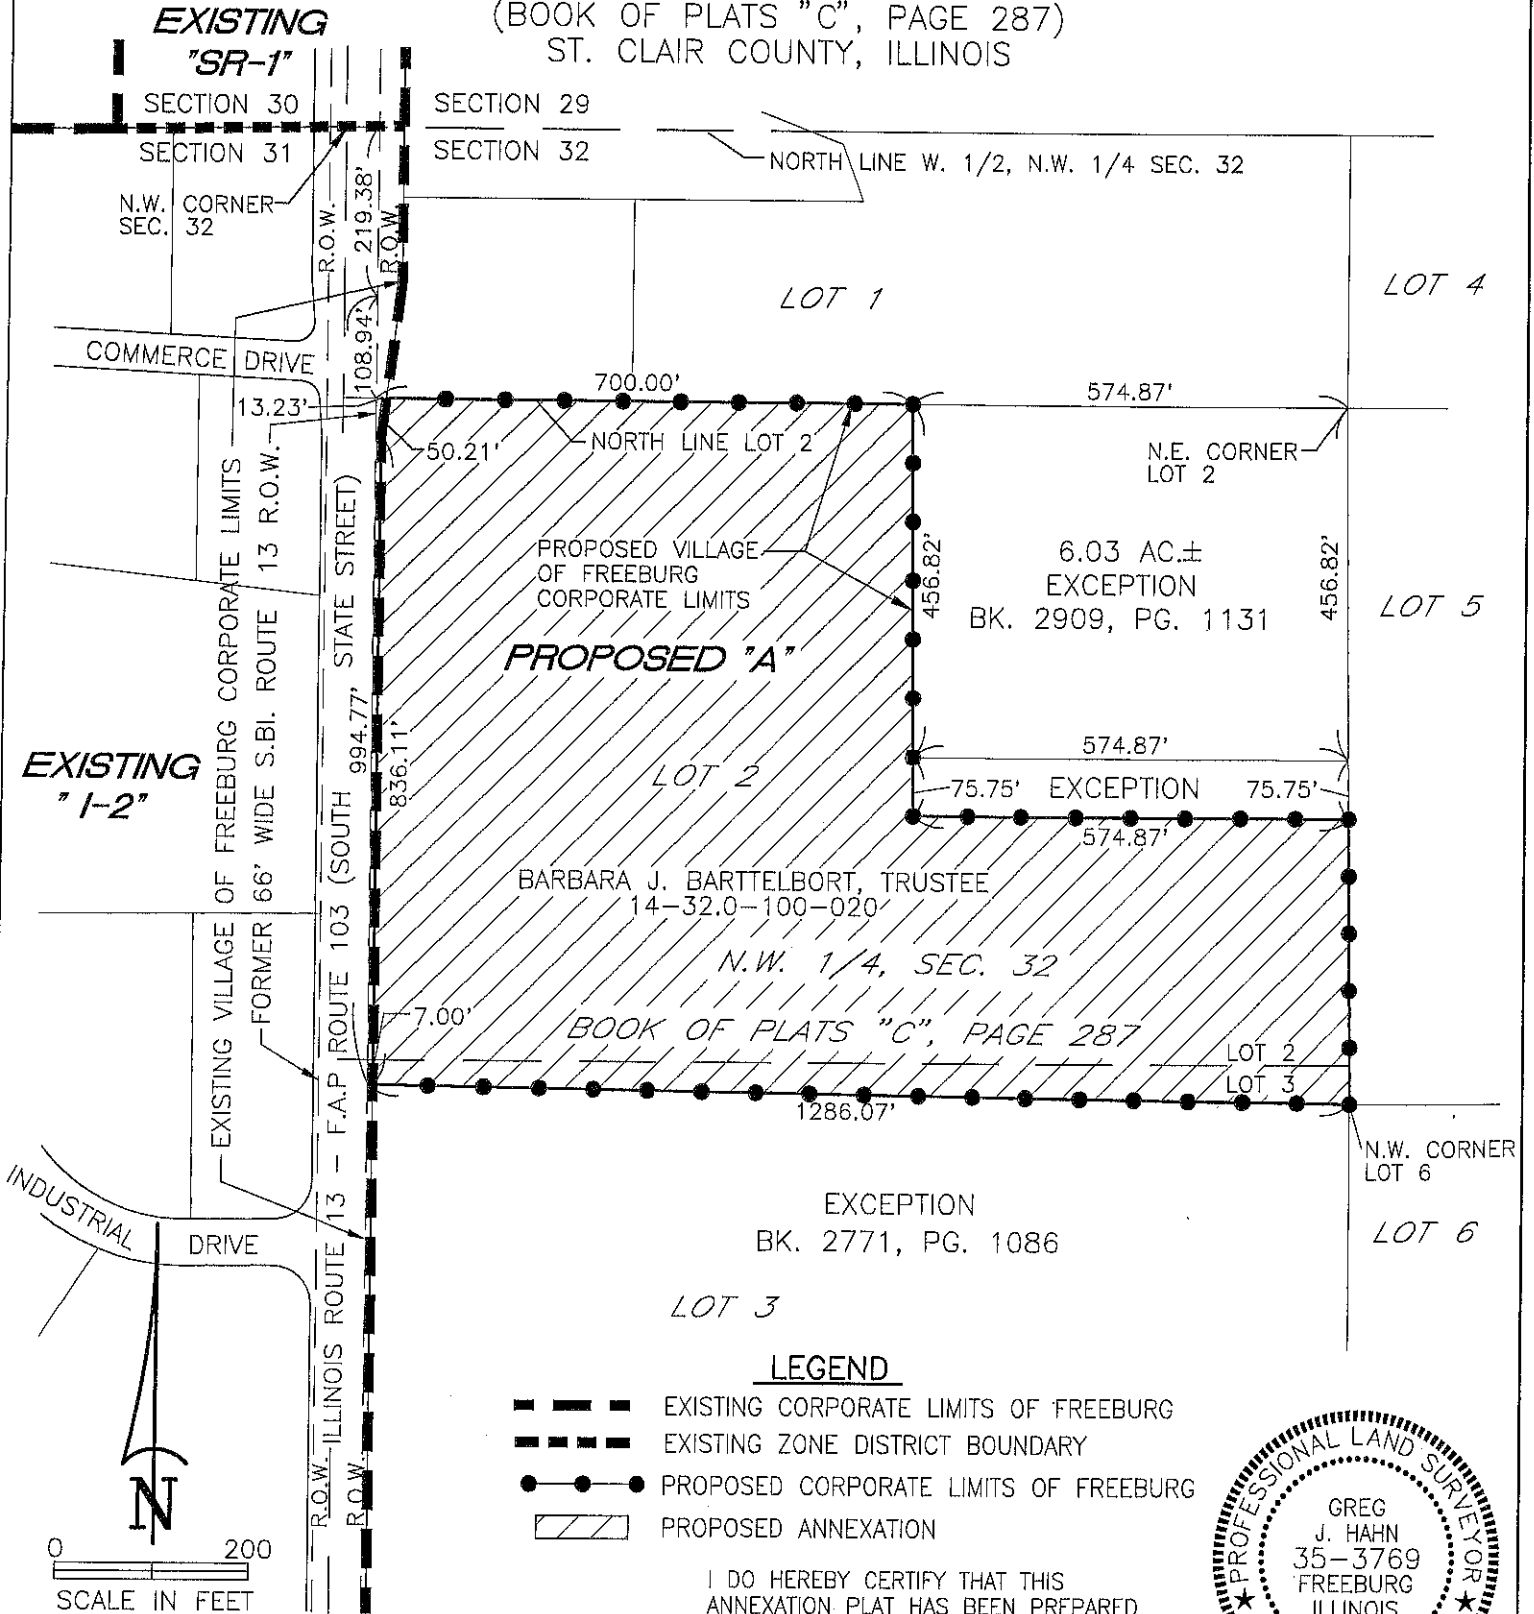 (BOOK OF PLATS "C", PAGE 287)
ST. CLAIR COUNTY, ILLINOIS
EXISTING
"SR-1"
SECTION 30
SECTION 29
SECTION 31
SECTION 32
NORTH LINE W. 1/2, N.W. 1/4 SEC. 32
N.W. CORNER
SEC. 32
R.O.W.
219.38'
R.O.W.
108.94'
LOT 1
LOT 4
COMMERCE DRIVE
13.23'
700.00'
574.87'
50.21'
NORTH LINE LOT 2
N.E. CORNER
LOT 2
PROPOSED VILLAGE
OF FREEBURG
CORPORATE LIMITS
456.82'
6.03 AC.±
EXCEPTION
BK. 2909, PG. 1131
456.82'
LOT 5
PROPOSED "A"
EXISTING
" I-2"
EXISTING VILLAGE OF FREEBURG CORPORATE LIMITS
FORMER 66' WIDE S.BI. ROUTE 13 R.O.W.
R.O.W. ILLINOIS ROUTE 13 - F.A.P ROUTE 103 (SOUTH STATE STREET)
994.77'
836.11'
LOT 2
574.87'
75.75' EXCEPTION 75.75'
574.87'
BARBARA J. BARTTELBORT, TRUSTEE
14-32.0-100-020
N.W. 1/4, SEC. 32
7.00'
BOOK OF PLATS "C", PAGE 287
LOT 2
LOT 3
1286.07'
N.W. CORNER
LOT 6
EXCEPTION
BK. 2771, PG. 1086
LOT 6
INDUSTRIAL
DRIVE
LOT 3
R.O.W.
N
0 200
SCALE IN FEET
LEGEND
EXISTING CORPORATE LIMITS OF FREEBURG
EXISTING ZONE DISTRICT BOUNDARY
PROPOSED CORPORATE LIMITS OF FREEBURG
PROPOSED ANNEXATION
I DO HEREBY CERTIFY THAT THIS
ANNEXATION PLAT HAS BEEN PREPARED
PROFESSIONAL LAND SURVEYOR
GREG
J. HAHN
35-3769
FREEBURG
ILLINOIS